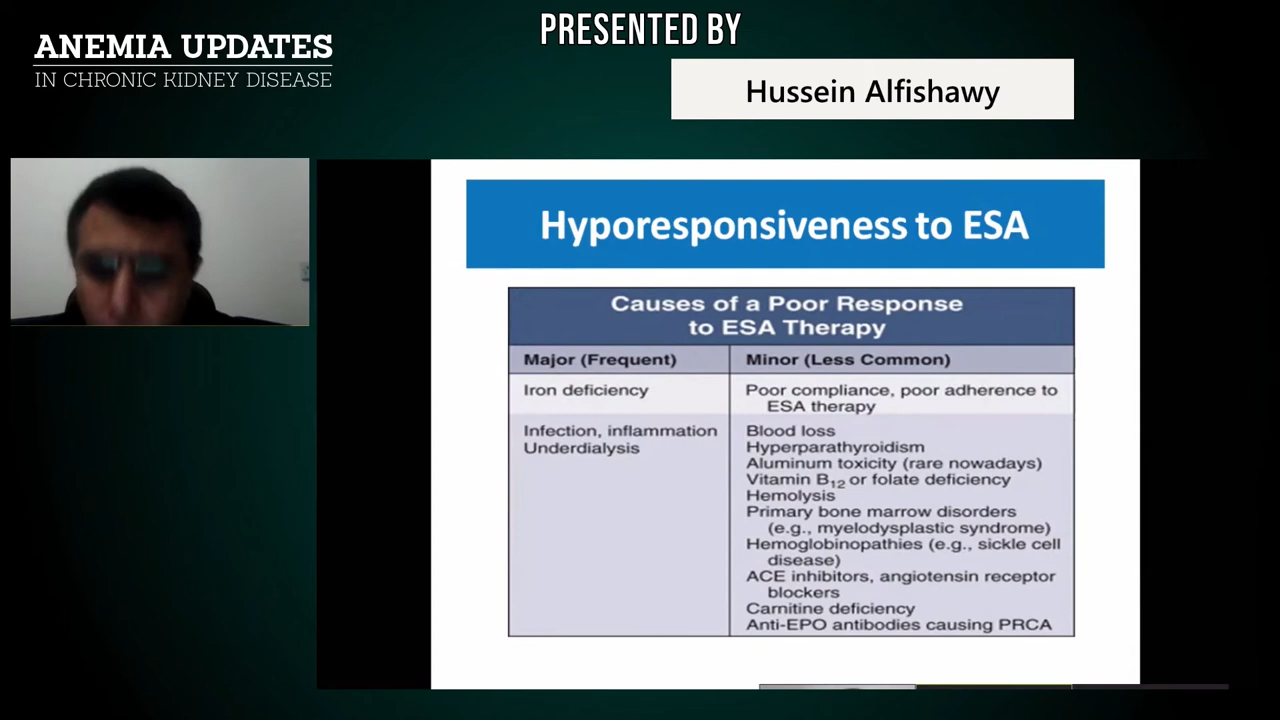 PRESENTED BY
ANEMIA UPDATES
IN CHRONIC KIDNEY DISEASE
Hussein Alfishawy
Hyporesponsiveness to ESA
Causes of a Poor Response
to ESA Therapy
Major (Frequent)
Minor (Less Common)
Iron deficiency
Poor compliance, poor adherence to
ESA therapy
Infection, inflammation
Underdialysis
Blood loss
Hyperparathyroidism
Aluminum toxicity (rare nowadays)
Vitamin B12 or folate deficiency
Hemolysis
Primary bone marrow disorders
(e.g., myelodysplastic syndrome)
Hemoglobinopathies (e.g., sickle cell
disease)
ACE inhibitors, angiotensin receptor
blockers
Carnitine deficiency
Anti-EPO antibodies causing PRCA